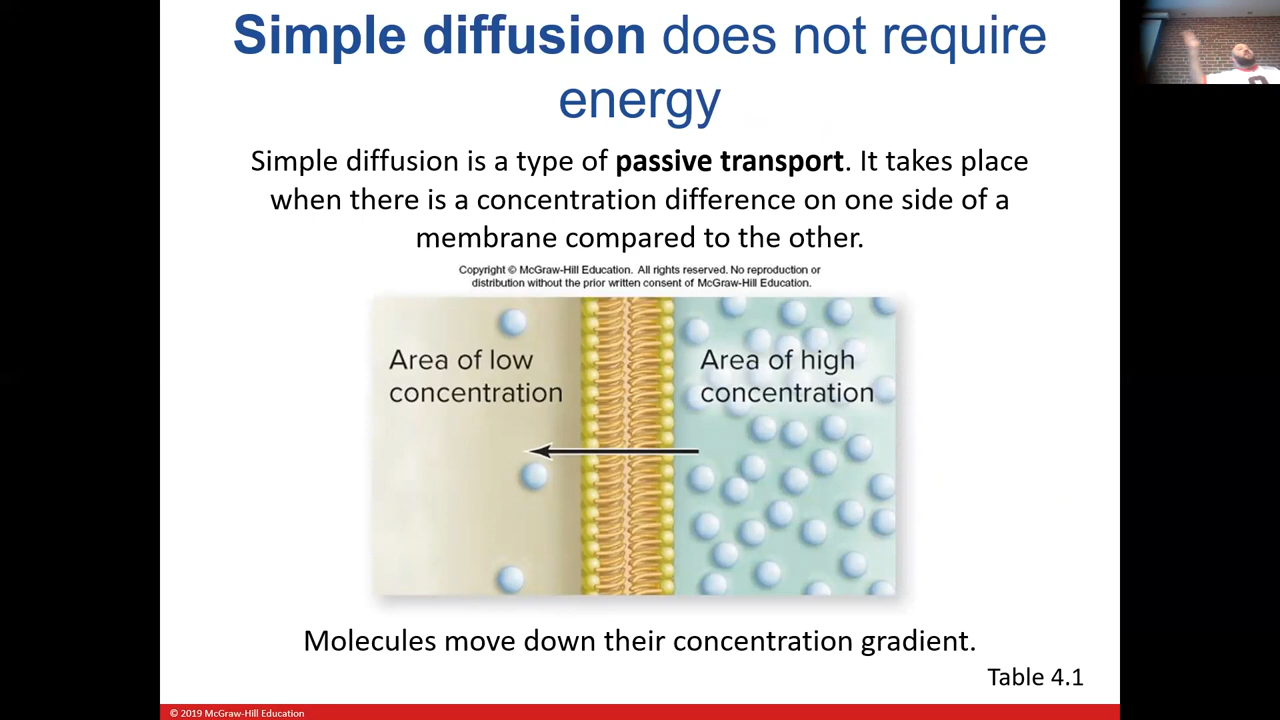 Simple diffusion does not require
energy
Simple diffusion is a type of passive transport. It takes place
when there is a concentration difference on one side of a
membrane compared to the other.
Copyright © McGraw-Hill Education. All rights reserved. No reproduction or
distribution without the prior written consent of McGraw-Hill Education.
Area of low
concentration
Area of high
concentration
Molecules move down their concentration gradient.
Table 4.1
© 2019 McGraw-Hill Education